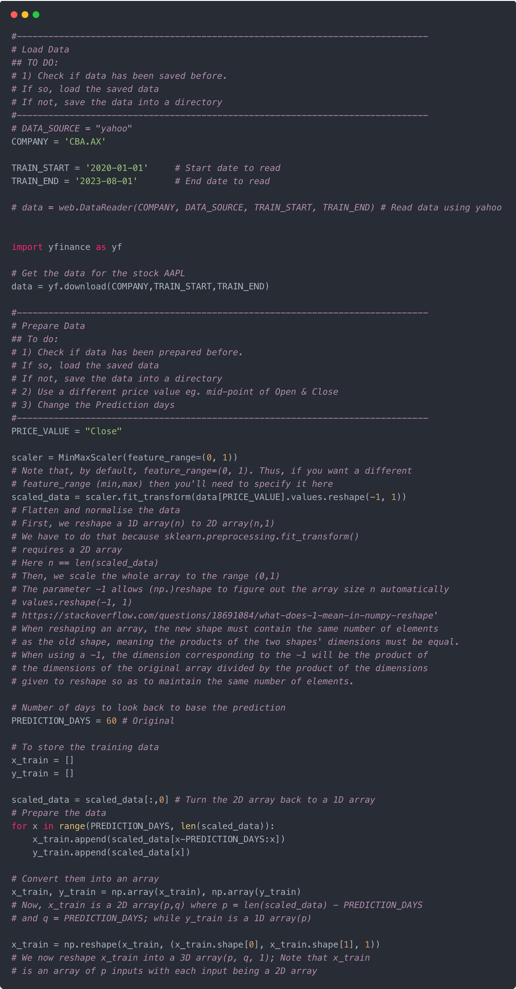 #------------------------------------------------------------------------------
# Load Data
## TO DO:
# 1) Check if data has been saved before.
# If so, load the saved data
# If not, save the data into a directory
#------------------------------------------------------------------------------
# DATA_SOURCE = "yahoo"
COMPANY = 'CBA.AX'
TRAIN_START = '2020-01-01'     # Start date to read
TRAIN_END = '2023-08-01'       # End date to read
# data = web.DataReader(COMPANY, DATA_SOURCE, TRAIN_START, TRAIN_END) # Read data using yahoo
import yfinance as yf
# Get the data for the stock AAPL
data = yf.download(COMPANY,TRAIN_START,TRAIN_END)
#------------------------------------------------------------------------------
# Prepare Data
## To do:
# 1) Check if data has been prepared before.
# If so, load the saved data
# If not, save the data into a directory
# 2) Use a different price value eg. mid-point of Open & Close
# 3) Change the Prediction days
#------------------------------------------------------------------------------
PRICE_VALUE = "Close"
scaler = MinMaxScaler(feature_range=(0, 1))
# Note that, by default, feature_range=(0, 1). Thus, if you want a different
# feature_range (min,max) then you'll need to specify it here
scaled_data = scaler.fit_transform(data[PRICE_VALUE].values.reshape(-1, 1))
# Flatten and normalise the data
# First, we reshape a 1D array(n) to 2D array(n,1)
# We have to do that because sklearn.preprocessing.fit_transform()
# requires a 2D array
# Here n == len(scaled_data)
# Then, we scale the whole array to the range (0,1)
# The parameter -1 allows (np.)reshape to figure out the array size n automatically
# values.reshape(-1, 1)
# https://stackoverflow.com/questions/18691084/what-does-1-mean-in-numpy-reshape'
# When reshaping an array, the new shape must contain the same number of elements
# as the old shape, meaning the products of the two shapes' dimensions must be equal.
# When using a -1, the dimension corresponding to the -1 will be the product of
# the dimensions of the original array divided by the product of the dimensions
# given to reshape so as to maintain the same number of elements.
# Number of days to look back to base the prediction
PREDICTION_DAYS = 60 # Original
# To store the training data
x_train = []
y_train = []
scaled_data = scaled_data[:,0] # Turn the 2D array back to a 1D array
# Prepare the data
for x in range(PREDICTION_DAYS, len(scaled_data)):
    x_train.append(scaled_data[x-PREDICTION_DAYS:x])
    y_train.append(scaled_data[x])
# Convert them into an array
x_train, y_train = np.array(x_train), np.array(y_train)
# Now, x_train is a 2D array(p,q) where p = len(scaled_data) - PREDICTION_DAYS
# and q = PREDICTION_DAYS; while y_train is a 1D array(p)
x_train = np.reshape(x_train, (x_train.shape[0], x_train.shape[1], 1))
# We now reshape x_train into a 3D array(p, q, 1); Note that x_train
# is an array of p inputs with each input being a 2D array